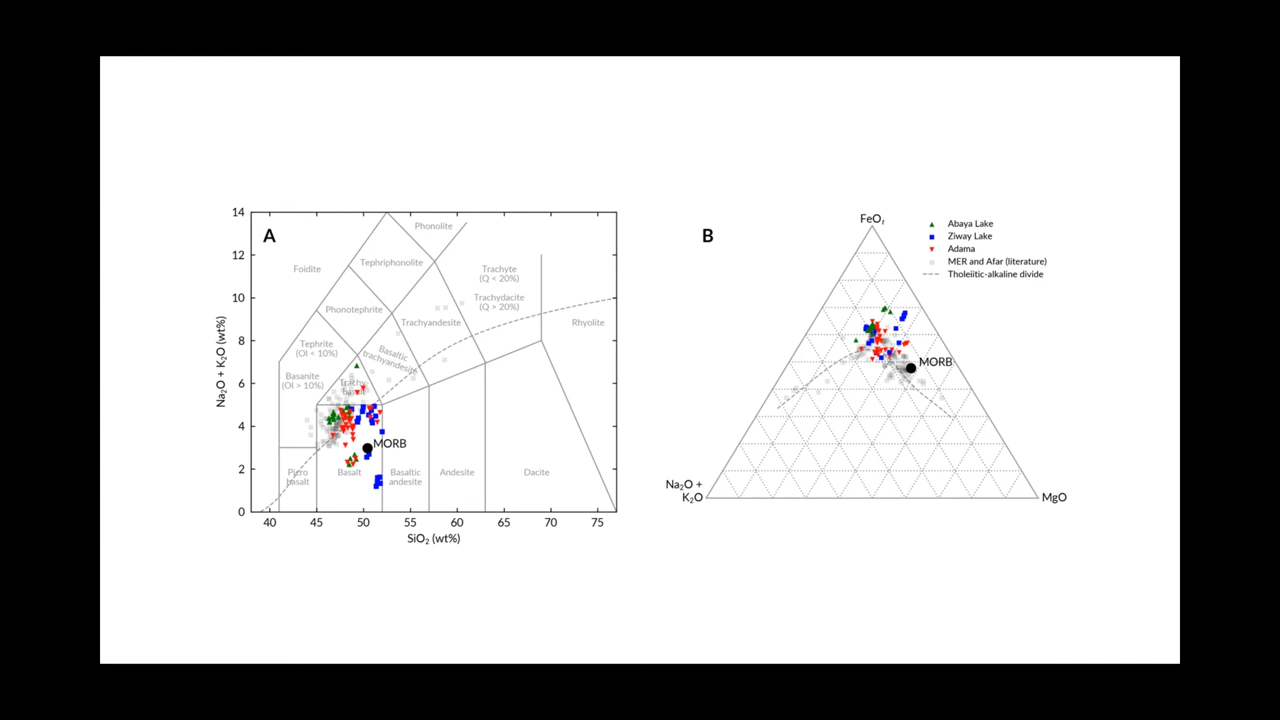 A
14
12
10
8
6
4
2
0
Na₂O + K₂O (wt%)
40
45
50
55
60
65
70
75
SiO₂ (wt%)
Phonolite
Foidite
Tephriphonolite
Trachyte
(Q < 20%)
Trachydacite
(Q > 20%)
Phonotephrite
Trachyandesite
Rhyolite
Tephrite
(Ol < 10%)
Basaltic
trachyandesite
Basanite
(Ol > 10%)
Trachy-
basalt
MORB
Picro
basalt
Basalt
Basaltic
andesite
Andesite
Dacite
B
FeOₜ
Abaya Lake
Ziway Lake
Adama
MER and Afar (literature)
Tholeiitic-alkaline divide
MORB
Na₂O +
K₂O
MgO